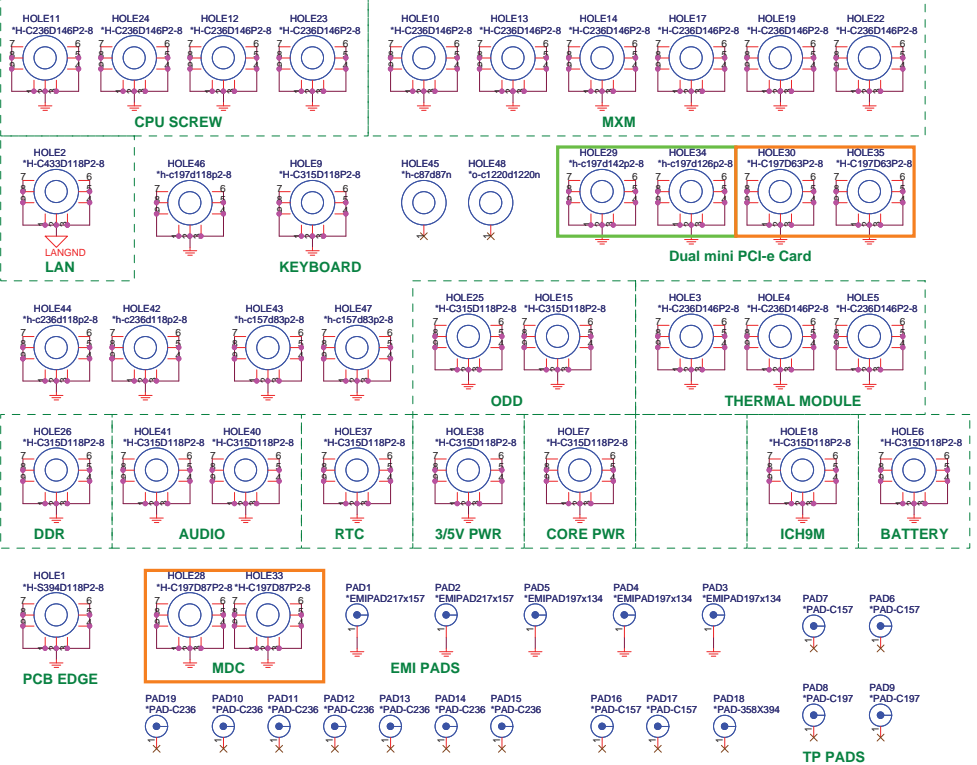 HOLE11 HOLE24 HOLE12 HOLE23 HOLE10 HOLE13 HOLE14 HOLE17 HOLE19 HOLE22
*H-C236D146P2-8 *H-C236D146P2-8 *H-C236D146P2-8 *H-C236D146P2-8 *H-C236D146P2-8 *H-C236D146P2-8 *H-C236D146P2-8 *H-C236D146P2-8 *H-C236D146P2-8 *H-C236D146P2-8
CPU SCREW MXM
HOLE2 HOLE46 HOLE9 HOLE45 HOLE48 HOLE29 HOLE34 HOLE30 HOLE35
*H-C433D118P2-8 *h-c197d118p2-8 *H-C315D118P2-8 *h-c87d87n *o-c1220d1220n *h-c197d142p2-8 *h-c197d126p2-8 *H-C197D63P2-8 *H-C197D63P2-8
LANGND
LAN KEYBOARD Dual mini PCI-e Card
HOLE44 HOLE42 HOLE43 HOLE47 HOLE25 HOLE15 HOLE3 HOLE4 HOLE5
*h-c236d118p2-8 *h-c236d118p2-8 *h-c157d83p2-8 *h-c157d83p2-8 *H-C315D118P2-8 *H-C315D118P2-8 *H-C236D146P2-8 *H-C236D146P2-8 *H-C236D146P2-8
ODD THERMAL MODULE
HOLE26 HOLE41 HOLE40 HOLE37 HOLE38 HOLE7 HOLE18 HOLE6
*H-C315D118P2-8 *H-C315D118P2-8 *H-C315D118P2-8 *H-C315D118P2-8 *H-C315D118P2-8 *H-C315D118P2-8 *H-C315D118P2-8 *H-C315D118P2-8
DDR AUDIO RTC 3/5V PWR CORE PWR ICH9M BATTERY
HOLE1 HOLE28 HOLE33 PAD1 PAD2 PAD5 PAD4 PAD3 PAD7 PAD6
*H-S394D118P2-8 *H-C197D87P2-8 *H-C197D87P2-8 *EMIPAD217x157 *EMIPAD217x157 *EMIPAD197x134 *EMIPAD197x134 *EMIPAD197x134 *PAD-C157 *PAD-C157
PCB EDGE MDC EMI PADS
PAD19 PAD10 PAD11 PAD12 PAD13 PAD14 PAD15 PAD16 PAD17 PAD18 PAD8 PAD9
*PAD-C236 *PAD-C236 *PAD-C236 *PAD-C236 *PAD-C236 *PAD-C236 *PAD-C236 *PAD-C157 *PAD-C157 *PAD-358X394 *PAD-C197 *PAD-C197
TP PADS